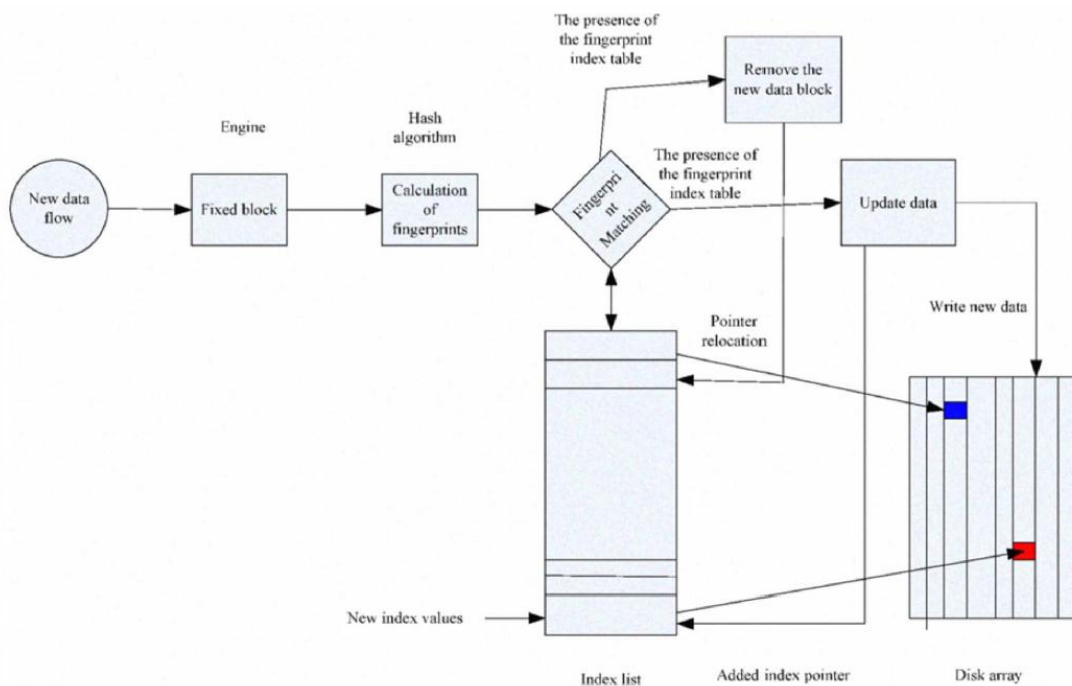 The presence of
the fingerprint
index table
Remove the
new data block
Engine
Hash
algorithm
The presence of
the fingerprint
index table
New data
flow
Fixed block
Calculation
of
fingerprints
Fingerpri
nt
Matching
Update data
Write new data
Pointer
relocation
New index values
Index list
Added index pointer
Disk array